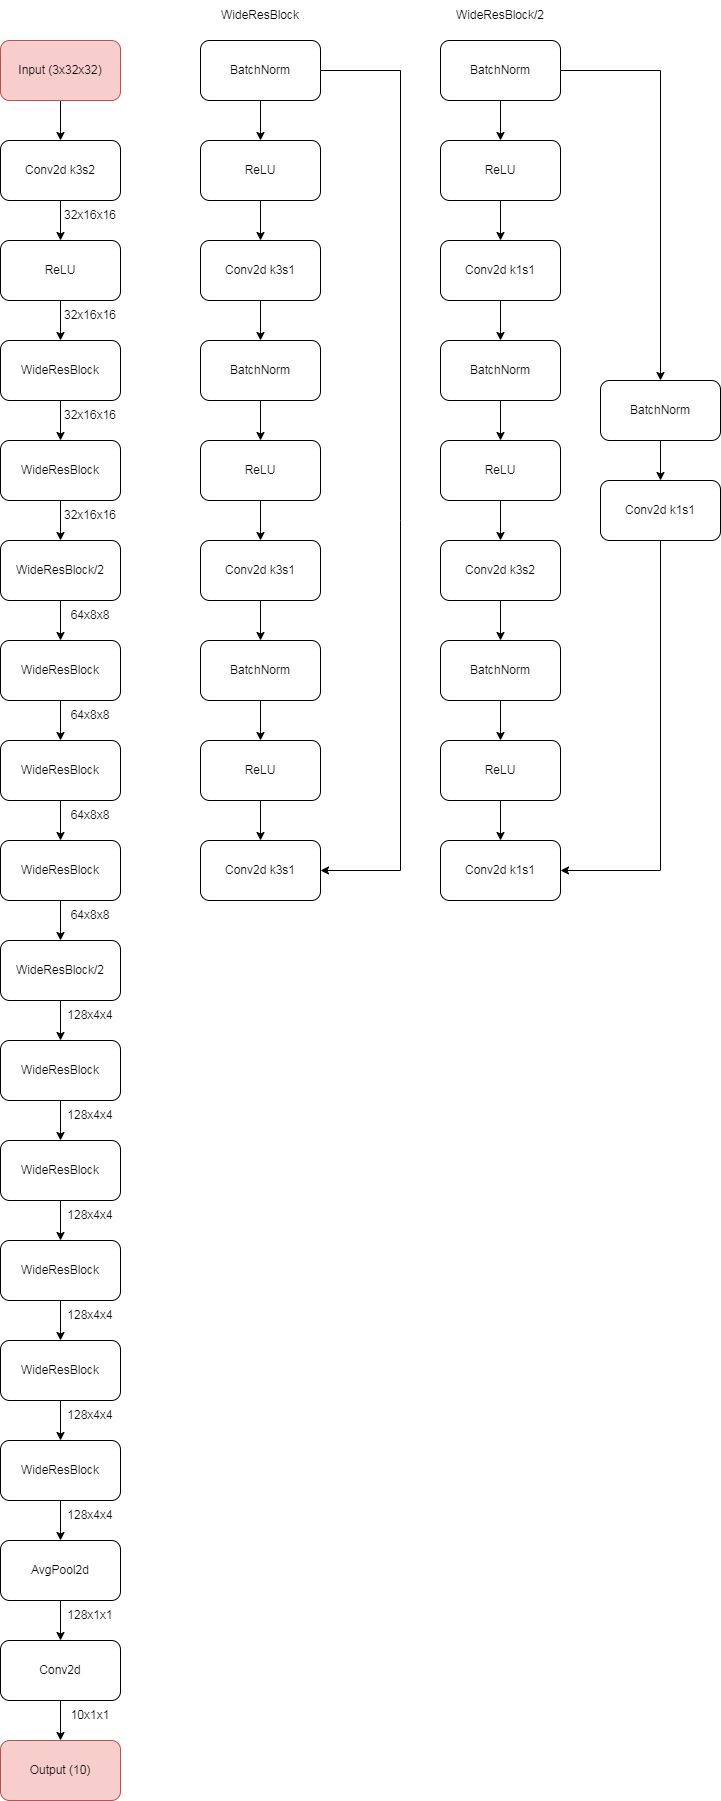 WideResBlock
WideResBlock/2
Input (3x32x32)
Conv2d k3s2
32x16x16
ReLU
32x16x16
WideResBlock
32x16x16
WideResBlock
32x16x16
WideResBlock/2
64x8x8
WideResBlock
64x8x8
WideResBlock
64x8x8
WideResBlock
64x8x8
WideResBlock/2
128x4x4
WideResBlock
128x4x4
WideResBlock
128x4x4
WideResBlock
128x4x4
WideResBlock
128x4x4
WideResBlock
128x4x4
AvgPool2d
128x1x1
Conv2d
10x1x1
Output (10)
BatchNorm
ReLU
Conv2d k3s1
BatchNorm
ReLU
Conv2d k3s1
BatchNorm
ReLU
Conv2d k3s1
BatchNorm
ReLU
Conv2d k1s1
BatchNorm
ReLU
Conv2d k3s2
BatchNorm
ReLU
Conv2d k1s1
BatchNorm
Conv2d k1s1